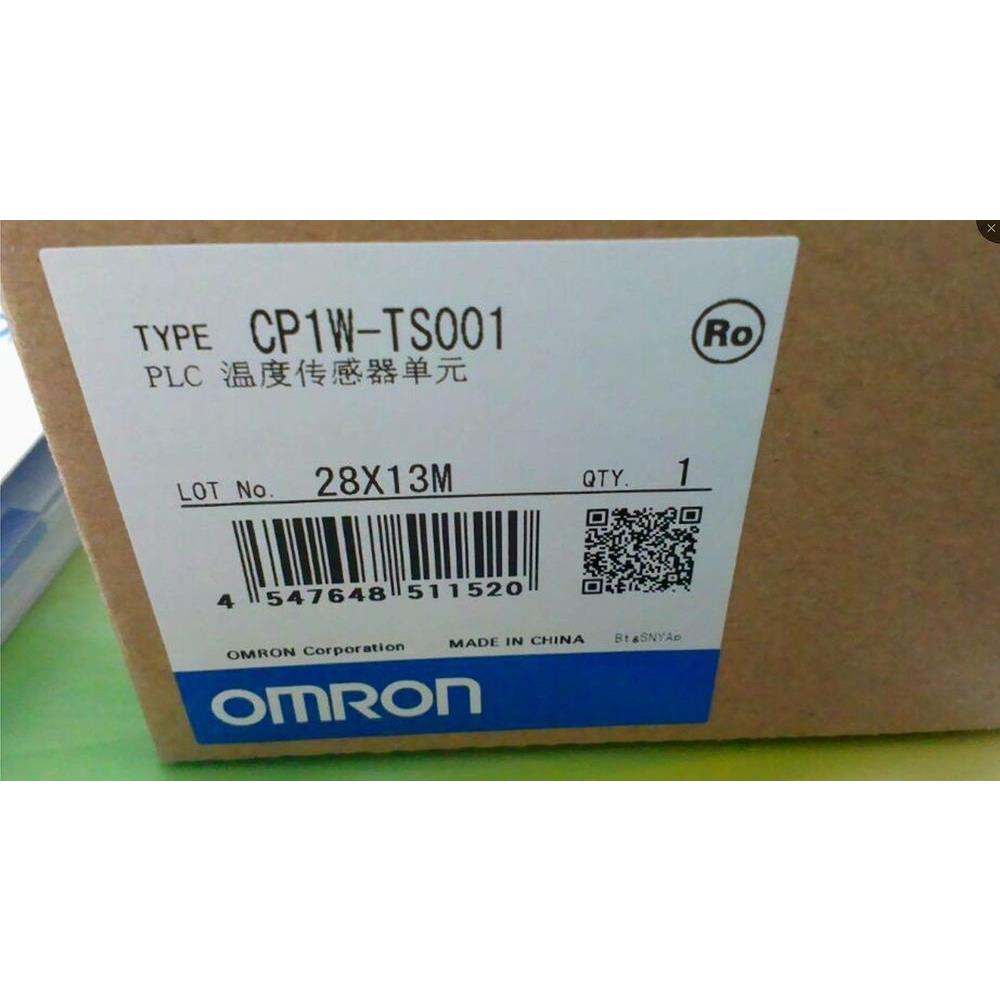 TYPE CP1W-TS001
Ro
PLC 温度传感器单元
LOT No. 28X13M QTY. 1
4 547648 511520
OMRON Corporation MADE IN CHINA
OMRON